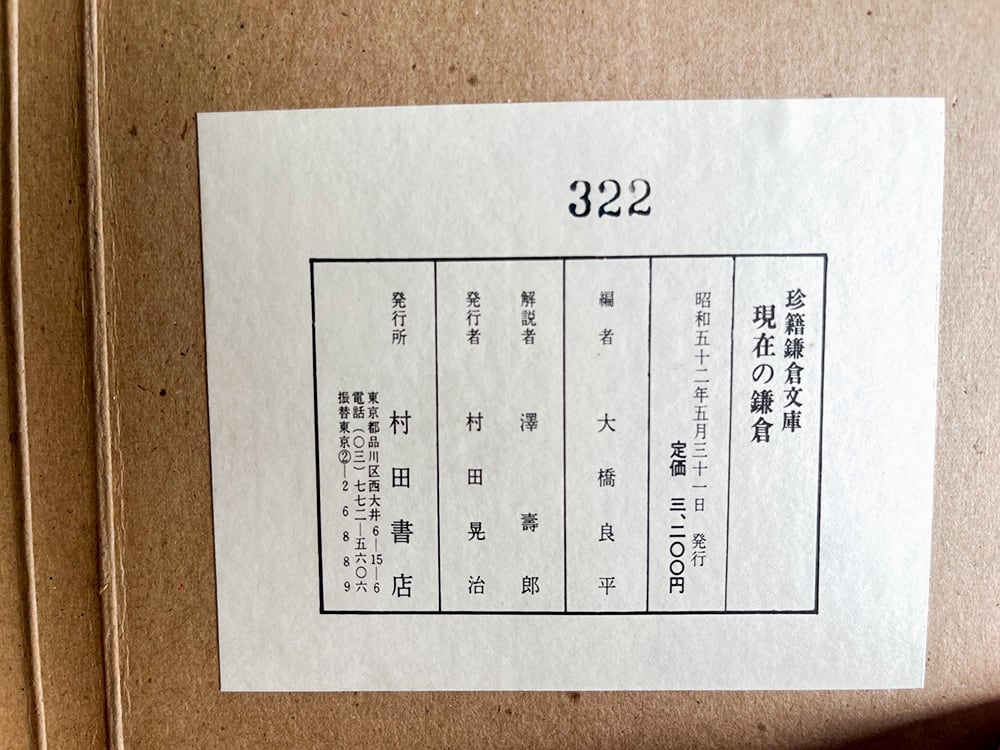 322
珍籍鎌倉文庫
現在の鎌倉
昭和五十二年五月三十一日 発行
定価 三、二〇〇円
編者 大橋良平
解説者 澤壽郎
発行者 村田晃治
発行所 村田書店
東京都品川区西大井6―15―6
電話(〇三)七七二―五六〇六
振替東京②―26889